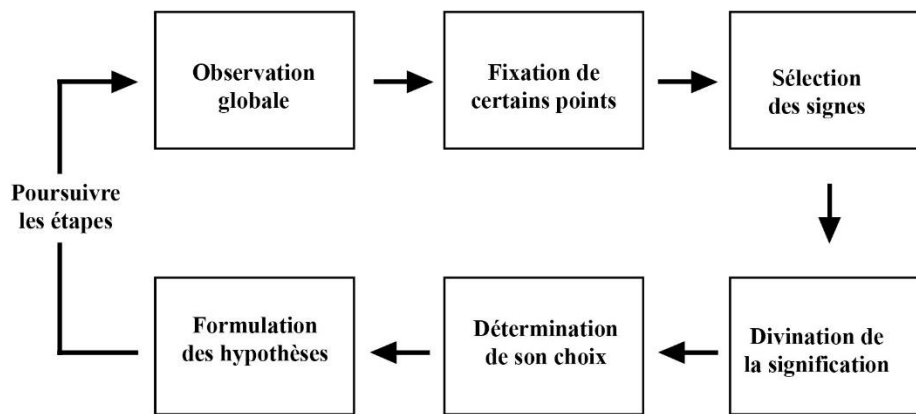 Observation
globale
Fixation de
certains points
Sélection
des signes
Poursuivre
les étapes
Formulation
des hypothèses
Détermination
de son choix
Divination de
la signification